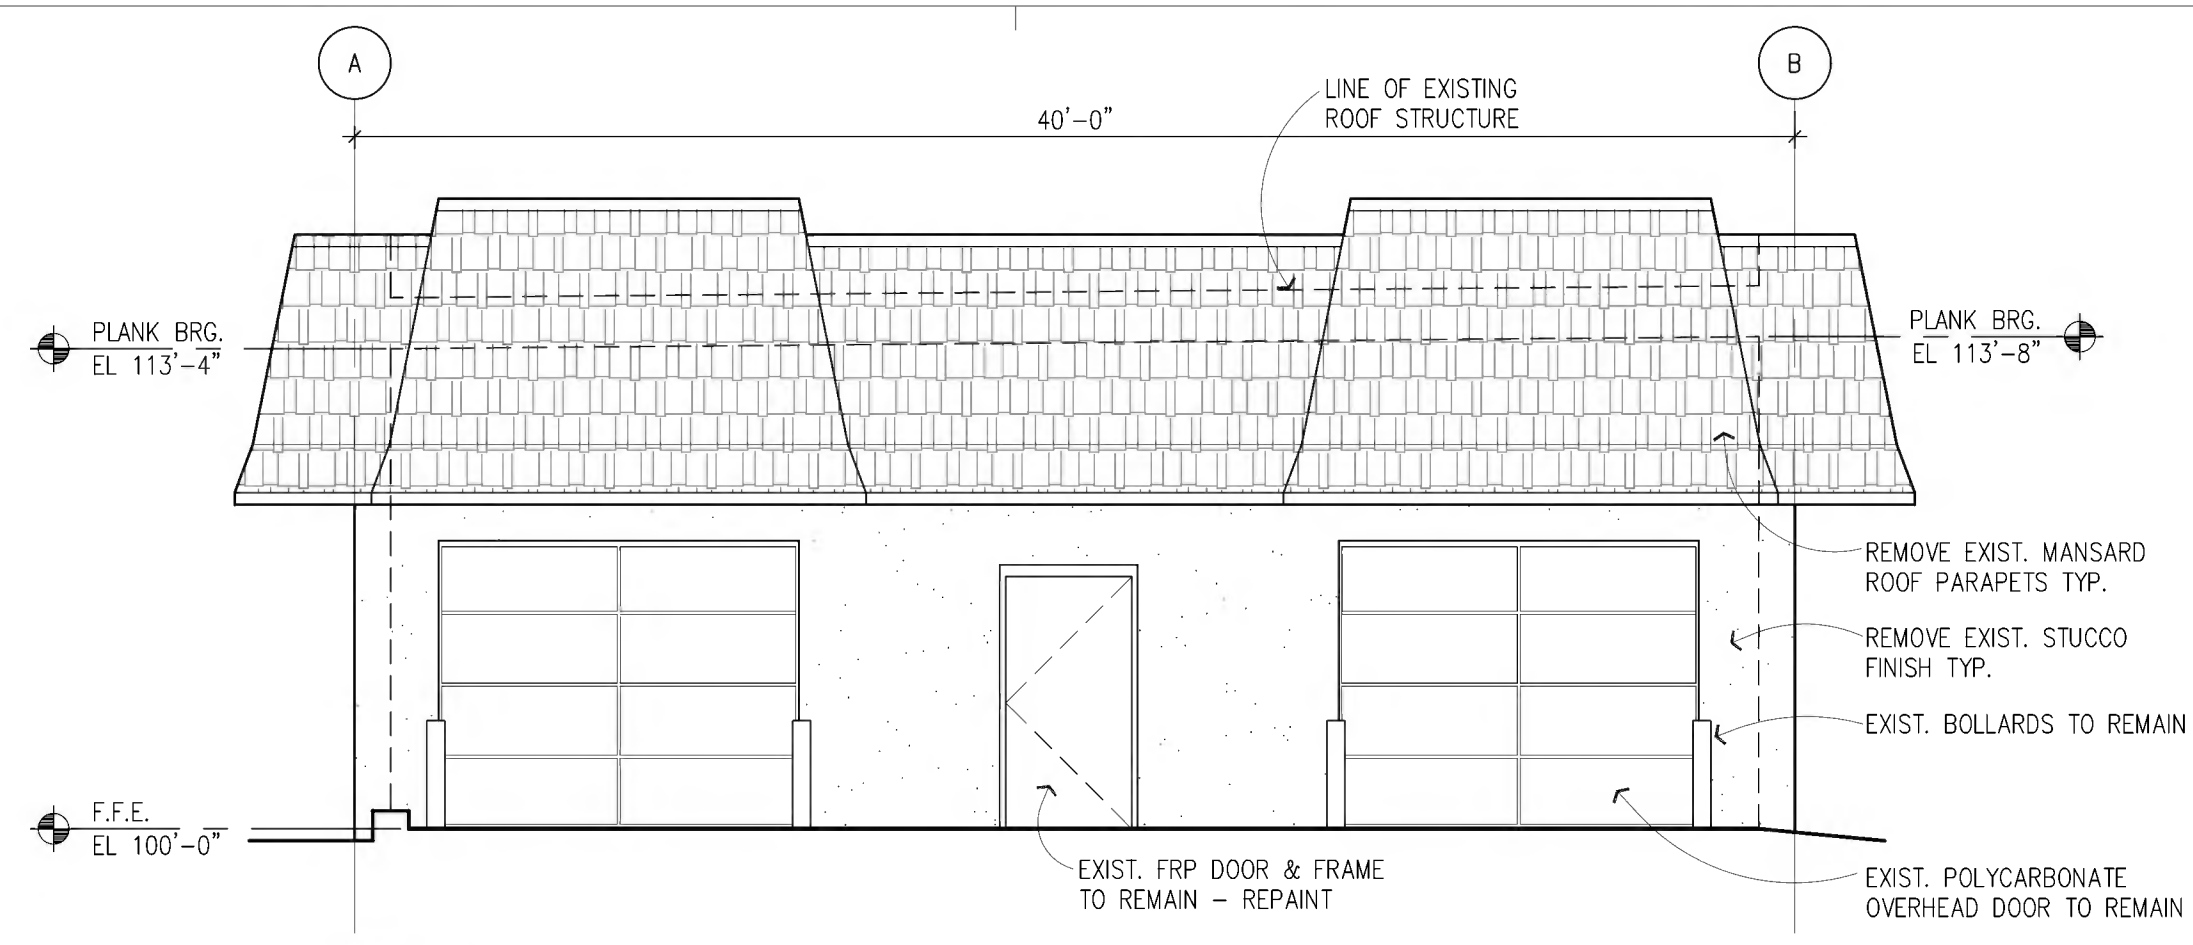 A
B
40'-0"
LINE OF EXISTING
ROOF STRUCTURE
PLANK BRG.
EL 113'-4"
PLANK BRG.
EL 113'-8"
REMOVE EXIST. MANSARD
ROOF PARAPETS TYP.
REMOVE EXIST. STUCCO
FINISH TYP.
EXIST. BOLLARDS TO REMAIN
F.F.E.
EL 100'-0"
EXIST. FRP DOOR & FRAME
TO REMAIN – REPAINT
EXIST. POLYCARBONATE
OVERHEAD DOOR TO REMAIN